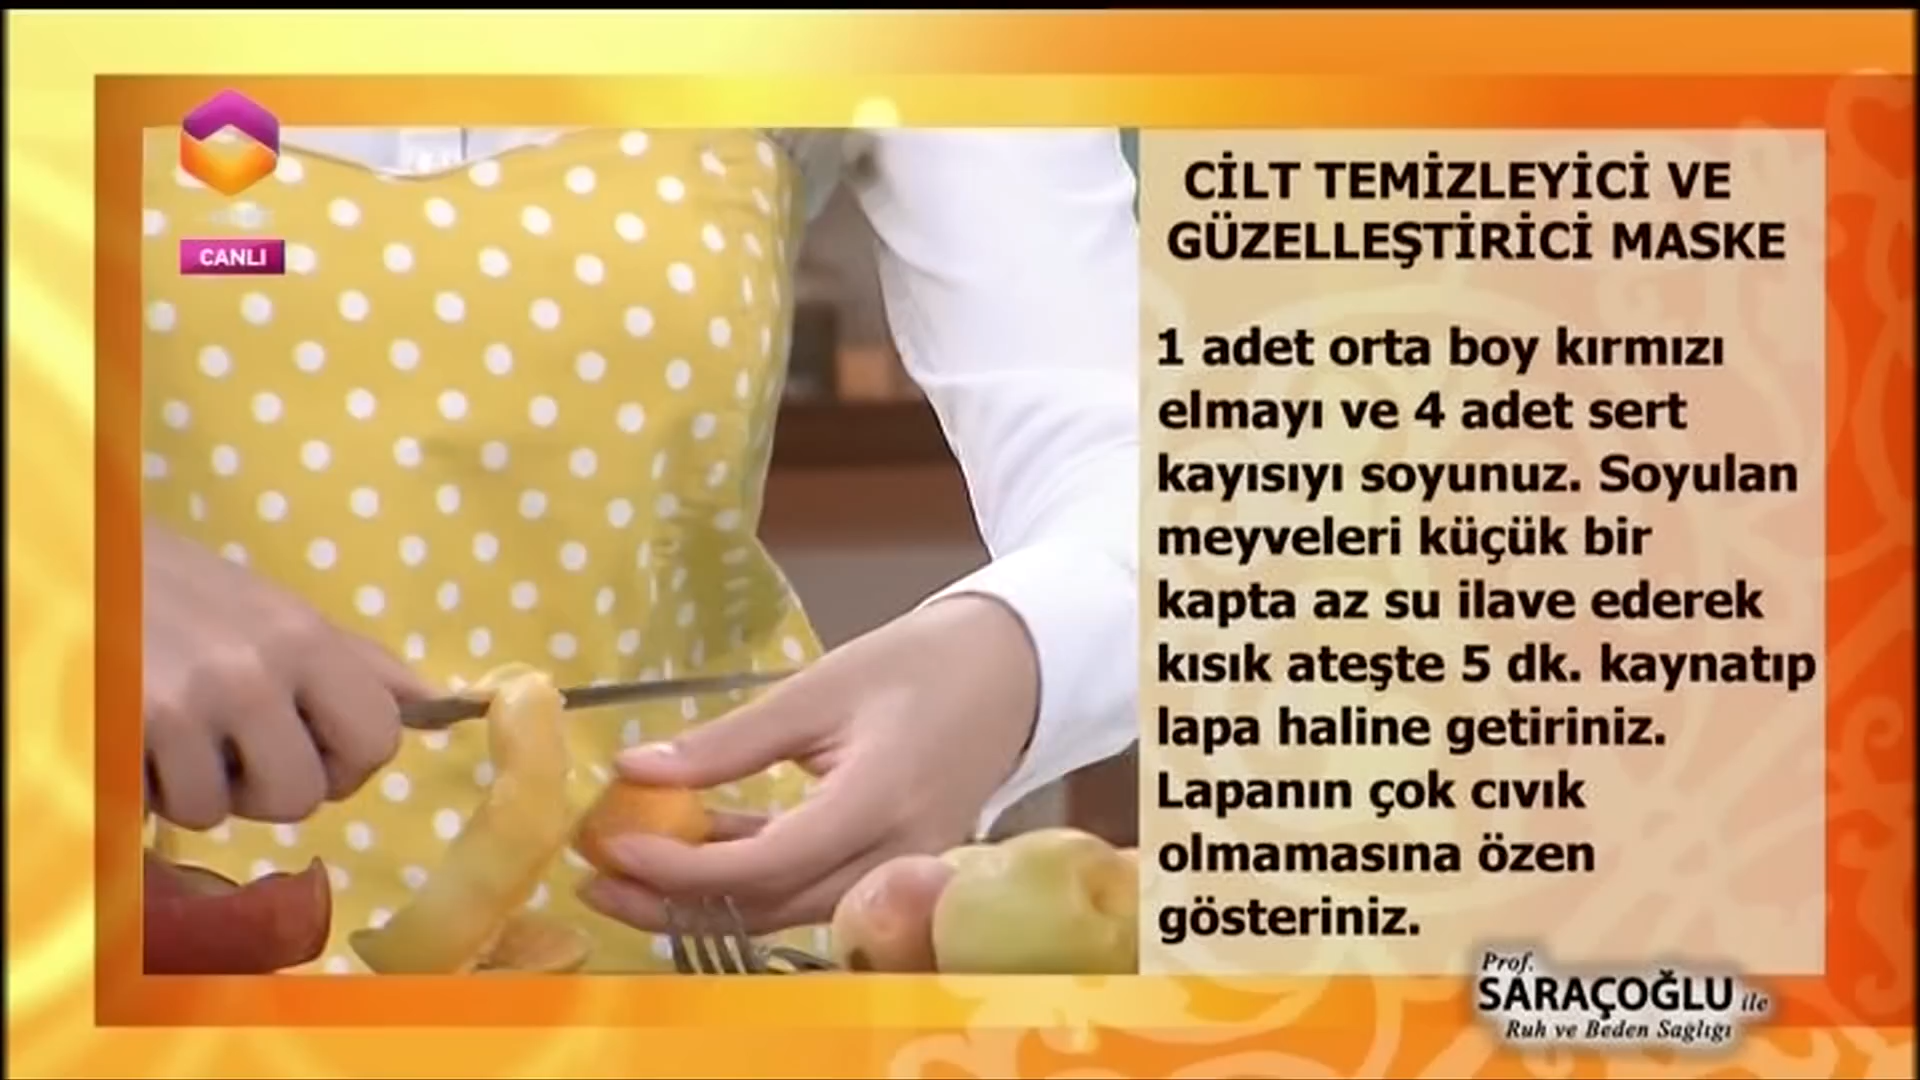 CANLI
CİLT TEMİZLEYİCİ VE
GÜZELLEŞTİRİCİ MASKE
1 adet orta boy kırmızı
elmayı ve 4 adet sert
kayısıyı soyunuz. Soyulan
meyveleri küçük bir
kapta az su ilave ederek
kısık ateşte 5 dk. kaynatıp
lapa haline getiriniz.
Lapanın çok cıvık
olmamasına özen
gösteriniz.
Prof.
SARAÇOĞLU ile
Ruh ve Beden Sağlığı